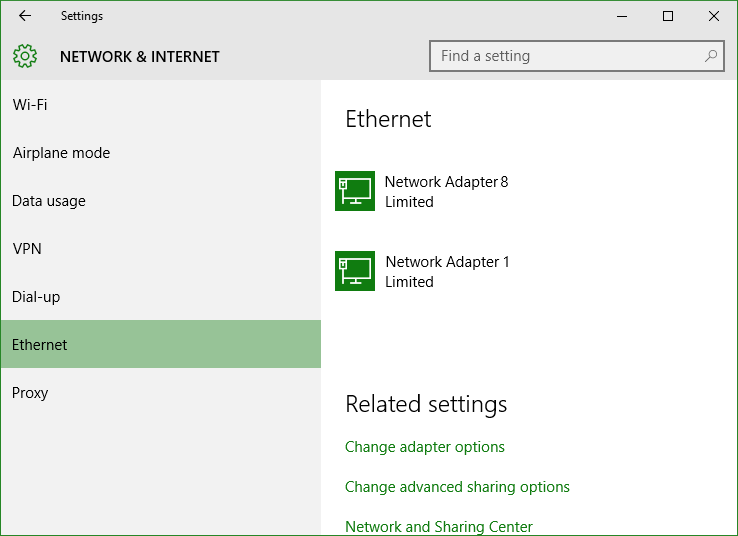 Settings
NETWORK & INTERNET
Find a setting
Wi-Fi
Airplane mode
Data usage
VPN
Dial-up
Ethernet
Proxy
Ethernet
Network Adapter 8
Limited
Network Adapter 1
Limited
Related settings
Change adapter options
Change advanced sharing options
Network and Sharing Center